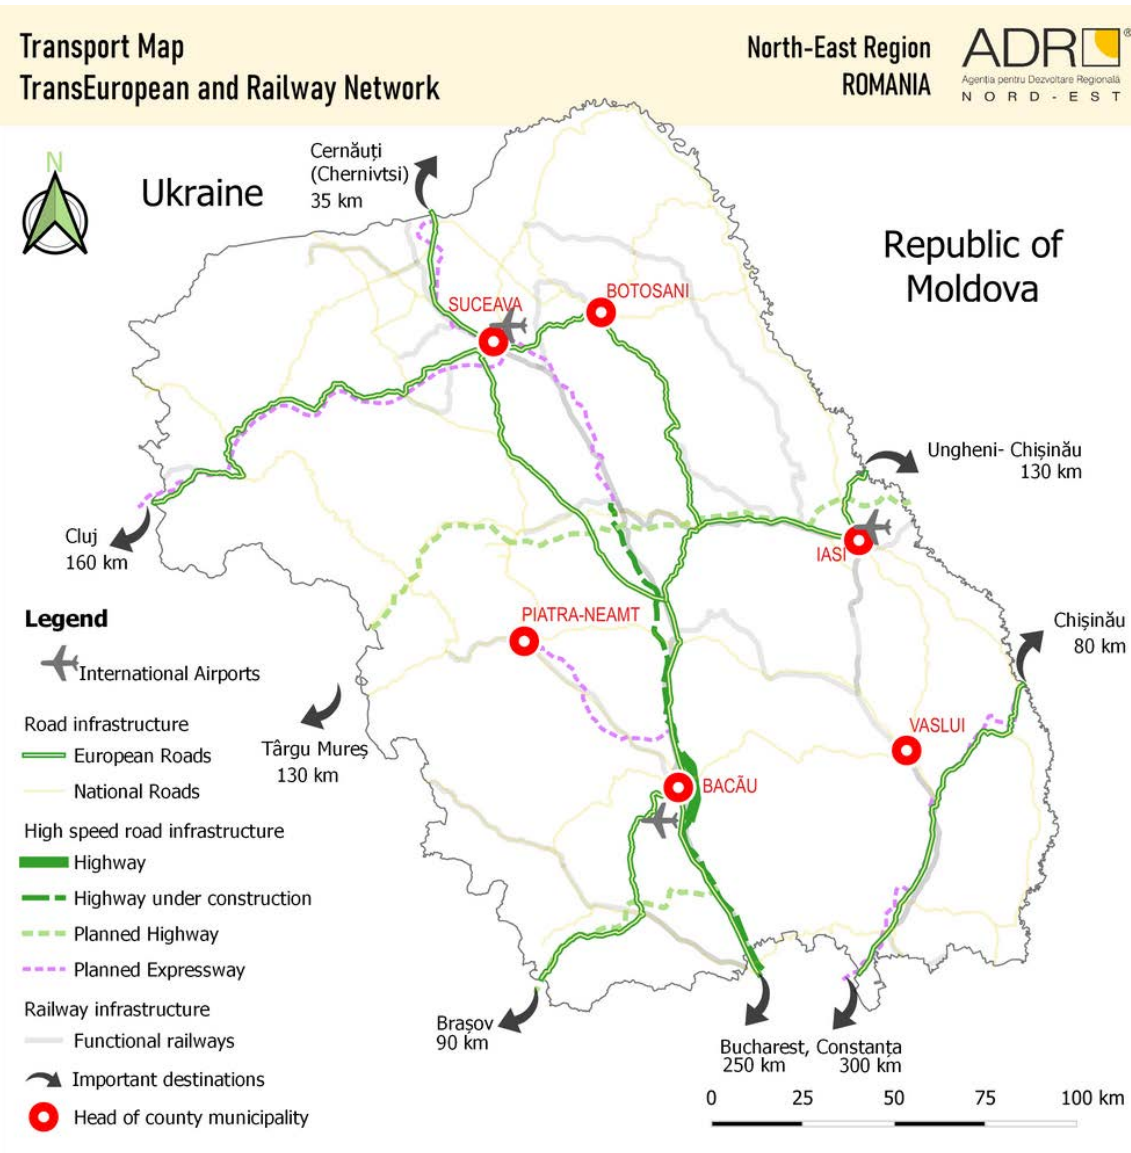 Transport Map
TransEuropean and Railway Network
North-East Region
ROMANIA
ADR
®
Agenția pentru Dezvoltare Regională
NORD-EST
N
Ukraine
Cernăuți
(Chernivtsi)
35 km
Republic of
Moldova
SUCEAVA
BOTOSANI
Ungheni- Chișinău
130 km
Cluj
160 km
IASI
PIATRA-NEAMT
Chișinău
80 km
Târgu Mureș
130 km
VASLUI
BACĂU
Brașov
90 km
Bucharest, Constanța
250 km
300 km
Legend
International Airports
Road infrastructure
European Roads
National Roads
High speed road infrastructure
Highway
Highway under construction
Planned Highway
Planned Expressway
Railway infrastructure
Functional railways
Important destinations
Head of county municipality
0 25 50 75 100 km